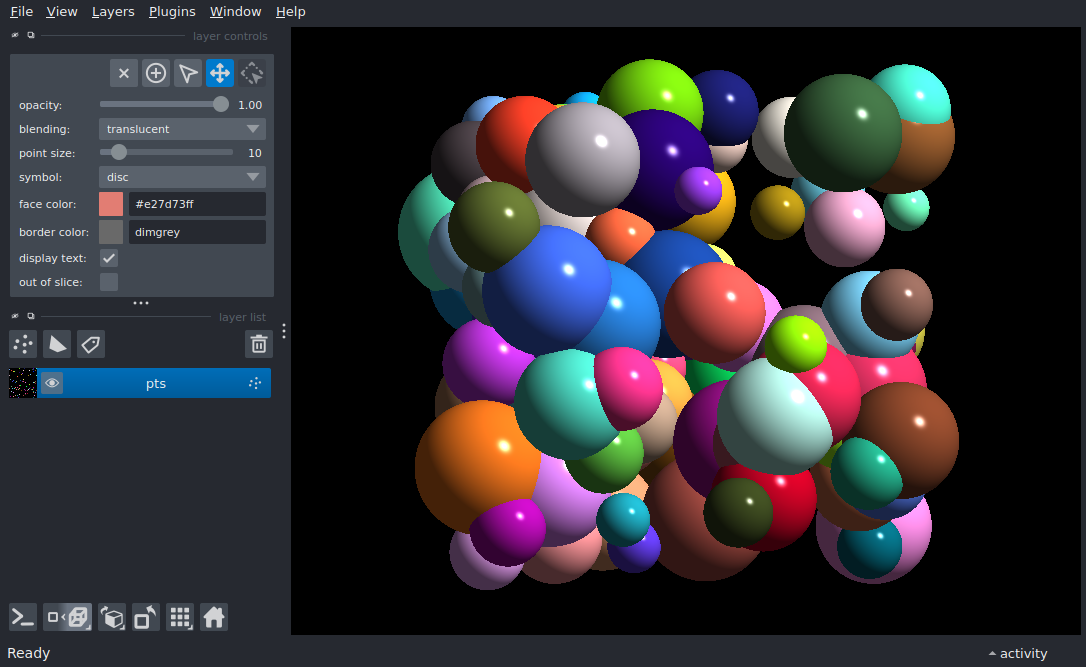 File View Layers Plugins Window Help
layer controls
opacity: 1.00
blending: translucent
point size: 10
symbol: disc
face color: #e27d73ff
border color: dimgrey
display text:
out of slice:
layer list
pts
Ready
activity